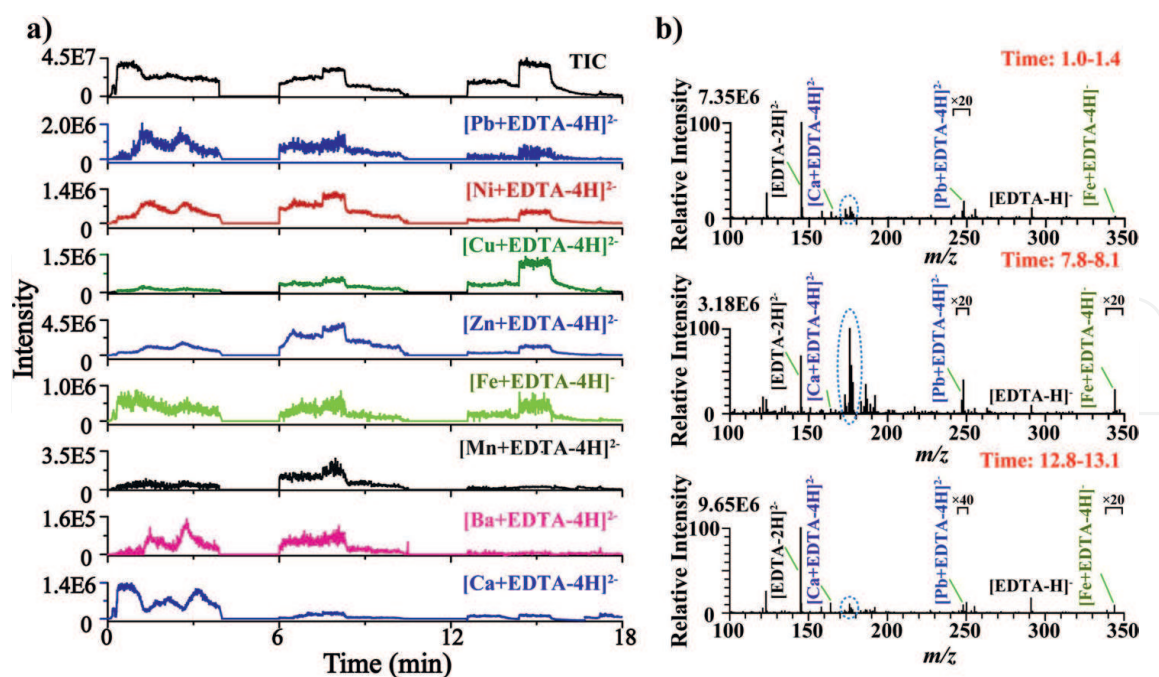 a)
4.5E7
0
TIC
2.0E6
0
[Pb+EDTA-4H]²⁻
1.4E6
0
[Ni+EDTA-4H]²⁻
1.5E6
0
[Cu+EDTA-4H]²⁻
4.5E6
0
[Zn+EDTA-4H]²⁻
1.0E6
0
[Fe+EDTA-4H]⁻
3.5E5
0
[Mn+EDTA-4H]²⁻
1.6E5
0
[Ba+EDTA-4H]²⁻
1.4E6
0
[Ca+EDTA-4H]²⁻
Intensity
0 6 12 18
Time (min)
b)
Time: 1.0-1.4
7.35E6
100
0
Relative Intensity
[EDTA-2H]²⁻
[Ca+EDTA-4H]²⁻
[Pb+EDTA-4H]²⁻
×20
[EDTA-H]⁻
[Fe+EDTA-4H]⁻
100 150 200 250 300 350
m/z
Time: 7.8-8.1
3.18E6
100
0
Relative Intensity
[EDTA-2H]²⁻
[Ca+EDTA-4H]²⁻
[Pb+EDTA-4H]²⁻
×20
[EDTA-H]⁻
[Fe+EDTA-4H]⁻
×20
100 150 200 250 300 350
m/z
Time: 12.8-13.1
9.65E6
100
0
Relative Intensity
[EDTA-2H]²⁻
[Ca+EDTA-4H]²⁻
[Pb+EDTA-4H]²⁻
×40
[EDTA-H]⁻
[Fe+EDTA-4H]⁻
×20
100 150 200 250 300 350
m/z